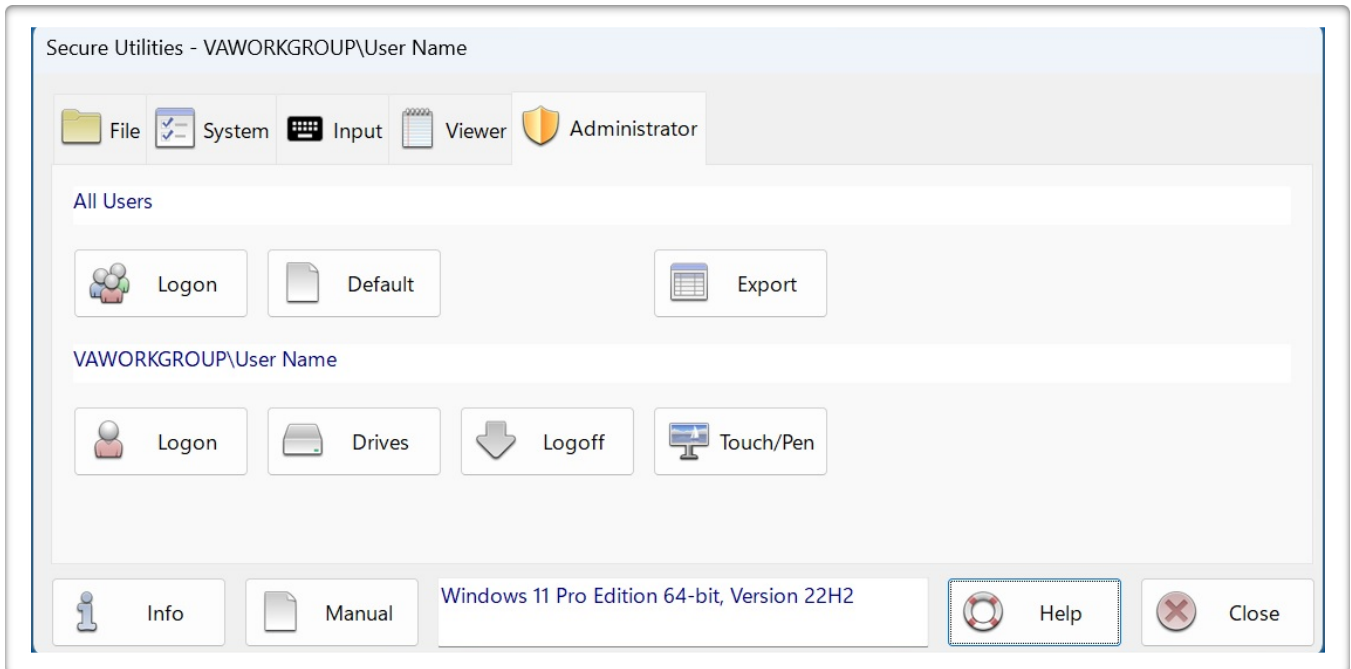 Secure Utilities - VAWORKGROUP\User Name
File System Input Viewer Administrator
All Users
Logon Default Export
VAWORKGROUP\User Name
Logon Drives Logoff Touch/Pen
Info Manual Windows 11 Pro Edition 64-bit, Version 22H2 Help Close